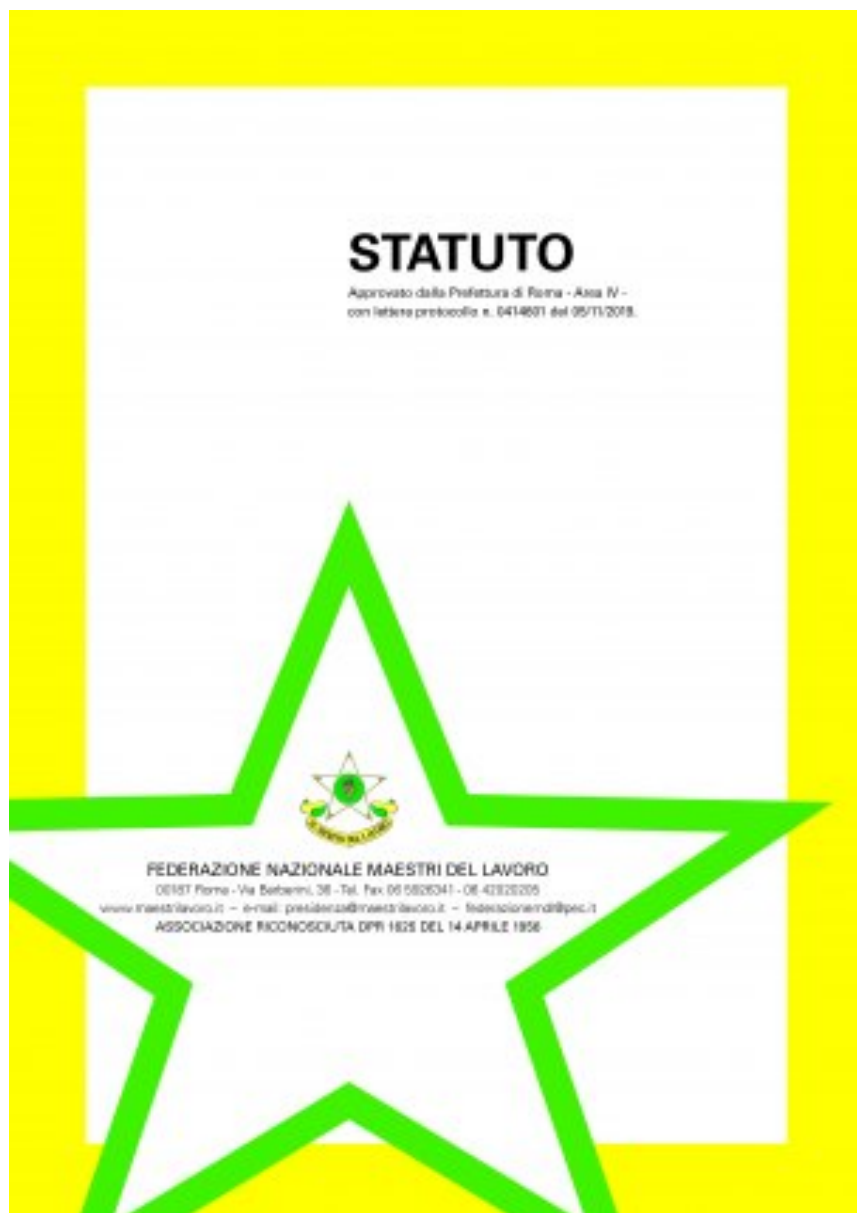 STATUTO
Approvato dalla Prefettura di Roma - Area IV -
con lettera protocollo n. 0414601 del 05/11/2019.
FEDERAZIONE NAZIONALE MAESTRI DEL LAVORO
00187 Roma - Via Barberini, 36 - Tel. Fax 06 5926341 - 06 42020205
www.maestrilavoro.it – e-mail: presidenza@maestrilavoro.it – federazionemdl@pec.it
ASSOCIAZIONE RICONOSCIUTA DPR 1625 DEL 14 APRILE 1956